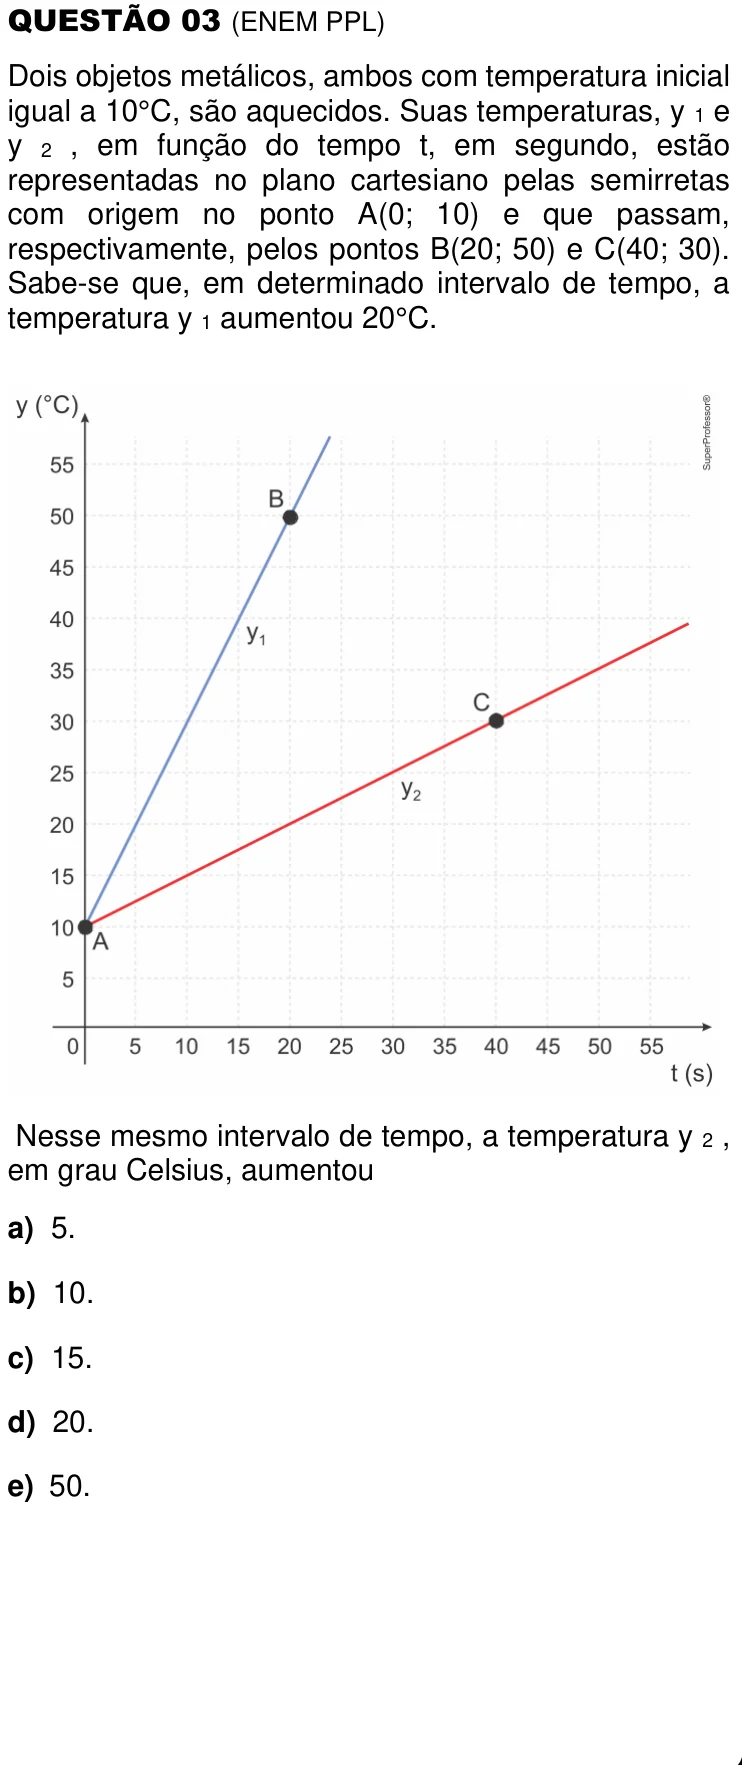 QUESTÃO 03 (ENEM PPL)
Dois objetos metálicos, ambos com temperatura inicial
igual a 10°C, são aquecidos. Suas temperaturas, y 1 e
y 2 , em função do tempo t, em segundo, estão
representadas no plano cartesiano pelas semirretas
com origem no ponto A(0; 10) e que passam,
respectivamente, pelos pontos B(20; 50) e C(40; 30).
Sabe-se que, em determinado intervalo de tempo, a
temperatura y 1 aumentou 20°C.
y (°C)
SuperProfessor®
55
B
50
45
40
y₁
35
C
30
25
y₂
20
15
10
A
5
0 5 10 15 20 25 30 35 40 45 50 55
t (s)
Nesse mesmo intervalo de tempo, a temperatura y 2 ,
em grau Celsius, aumentou
a) 5.
b) 10.
c) 15.
d) 20.
e) 50.